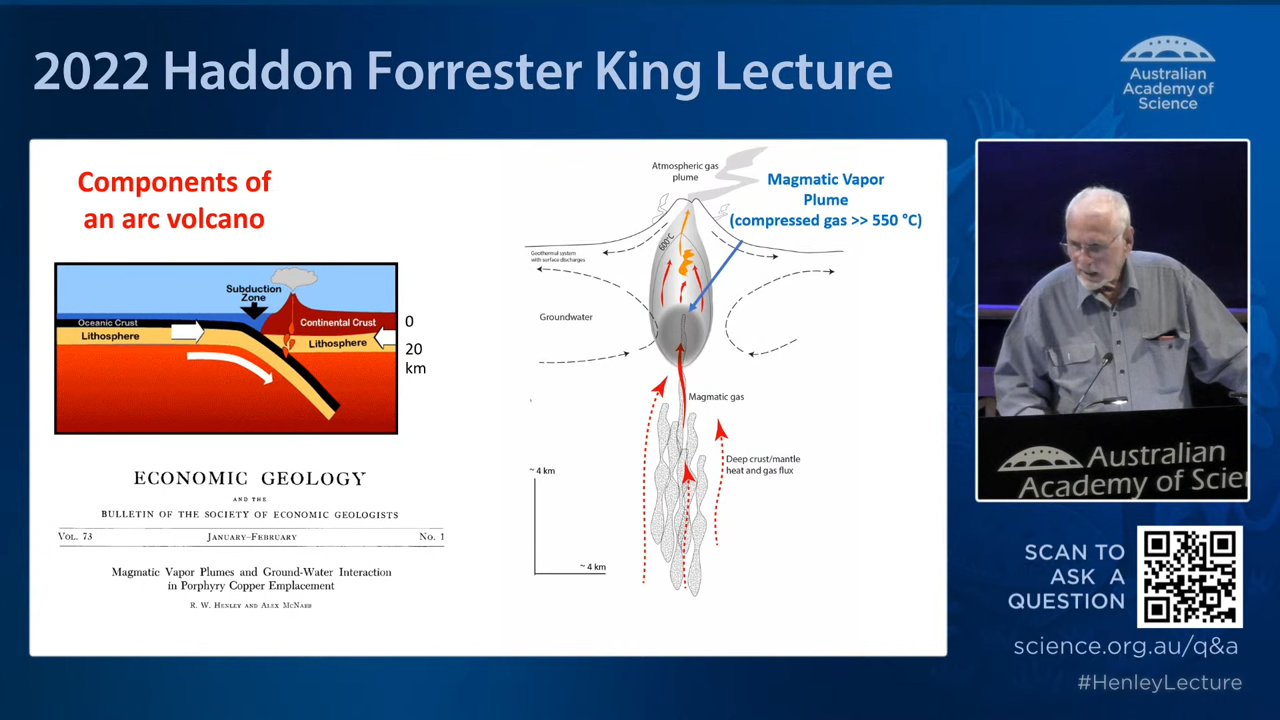 2022 Haddon Forrester King Lecture
Australian
Academy of
Science
Components of
an arc volcano
Subduction
Zone
Oceanic Crust
Continental Crust
Lithosphere
Lithosphere
0
20
km
ECONOMIC GEOLOGY
AND THE
BULLETIN OF THE SOCIETY OF ECONOMIC GEOLOGISTS
VOL. 73 JANUARY-FEBRUARY NO. 1
Magmatic Vapor Plumes and Ground-Water Interaction
in Porphyry Copper Emplacement
R. W. HENLEY AND ALEX MCNABB
Atmospheric gas
plume
Magmatic Vapor
Plume
(compressed gas >> 550 °C)
600°C
Geothermal system
with surface discharges
Groundwater
Magmatic gas
Deep crust/mantle
heat and gas flux
~ 4 km
~ 4 km
Australian
Academy of Scie
SCAN TO
ASK A
QUESTION
science.org.au/q&a
#HenleyLecture